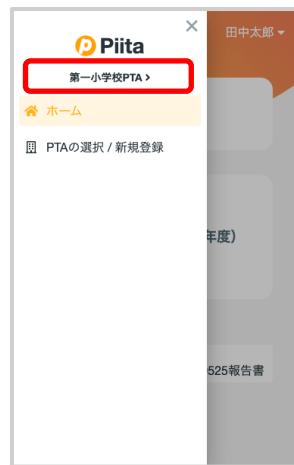 Piita
田中太郎
第一小学校PTA
ホーム
PTAの選択 / 新規登録
年度)
525報告書